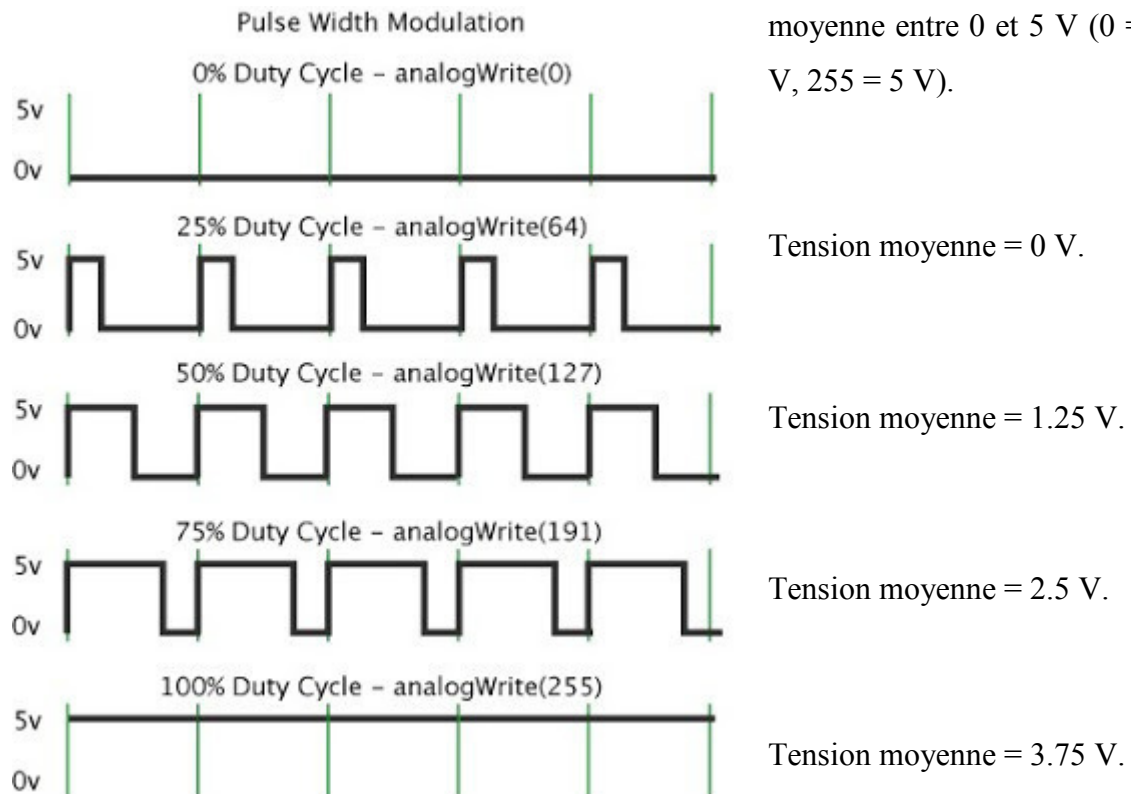 Pulse Width Modulation
0% Duty Cycle – analogWrite(0)
5v
0v
25% Duty Cycle – analogWrite(64)
5v
0v
50% Duty Cycle – analogWrite(127)
5v
0v
75% Duty Cycle – analogWrite(191)
5v
0v
100% Duty Cycle – analogWrite(255)
5v
0v
moyenne entre 0 et 5 V (0 =
V, 255 = 5 V).
Tension moyenne = 0 V.
Tension moyenne = 1.25 V.
Tension moyenne = 2.5 V.
Tension moyenne = 3.75 V.